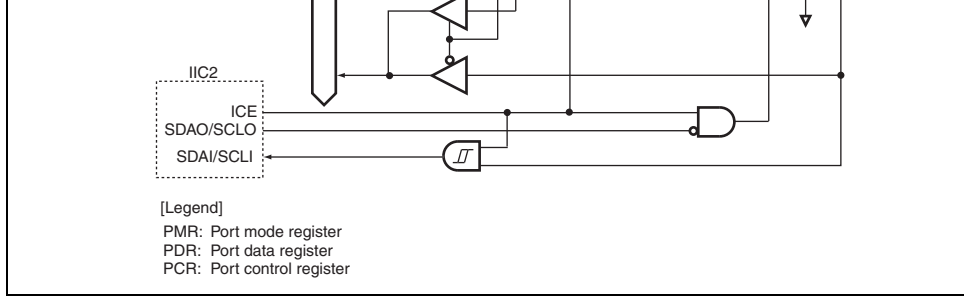 IIC2
ICE
SDAO/SCLO
SDAI/SCLI
[Legend]
PMR: Port mode register
PDR: Port data register
PCR: Port control register